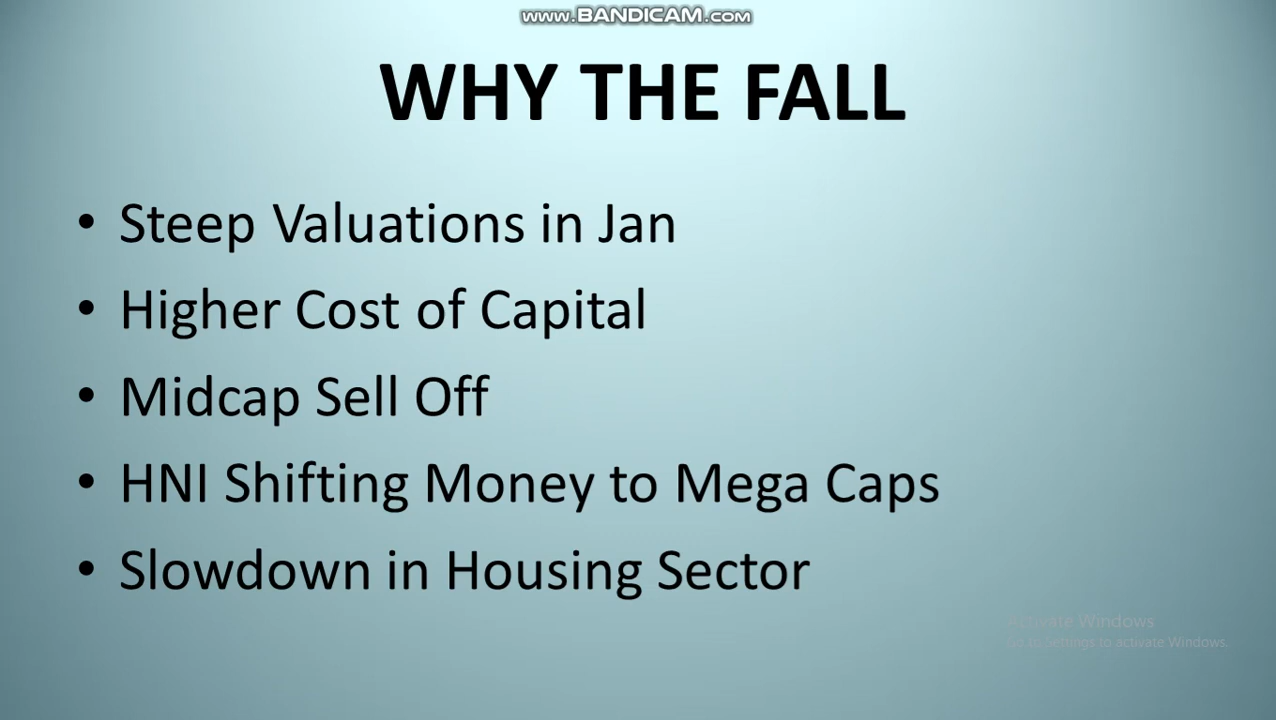 www.BANDICAM.com
WHY THE FALL
• Steep Valuations in Jan
• Higher Cost of Capital
• Midcap Sell Off
• HNI Shifting Money to Mega Caps
• Slowdown in Housing Sector
Activate Windows
Go to Settings to activate Windows.